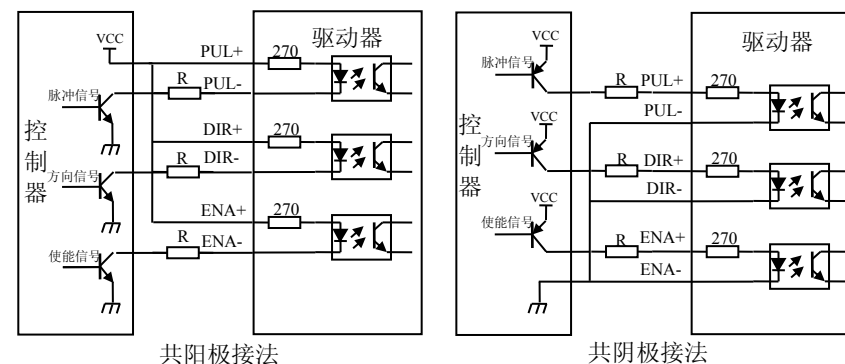 VCC
PUL+
270
驱动器
脉冲信号
R
PUL-
控制器
DIR+
270
方向信号
R
DIR-
ENA+
270
使能信号
R
ENA-
共阳极接法
VCC
驱动器
脉冲信号
R
PUL+
270
PUL-
VCC
控制器
方向信号
R
DIR+
270
DIR-
VCC
使能信号
R
ENA+
270
ENA-
共阴极接法